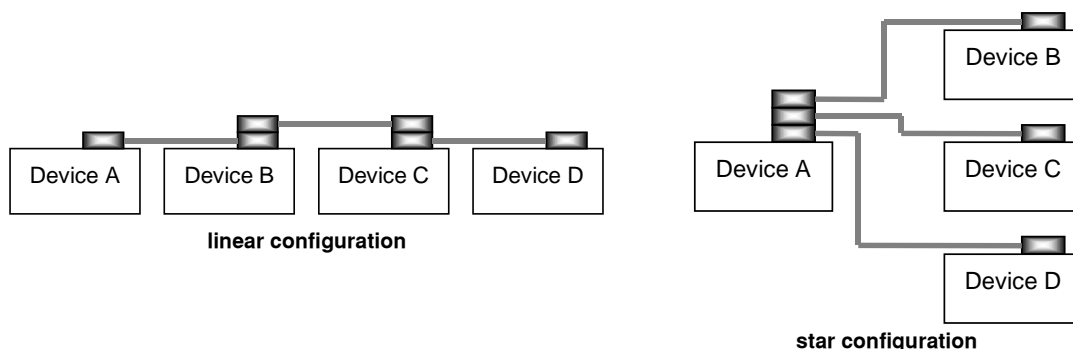 Device A
Device B
Device C
Device D
linear configuration
Device A
Device B
Device C
Device D
star configuration